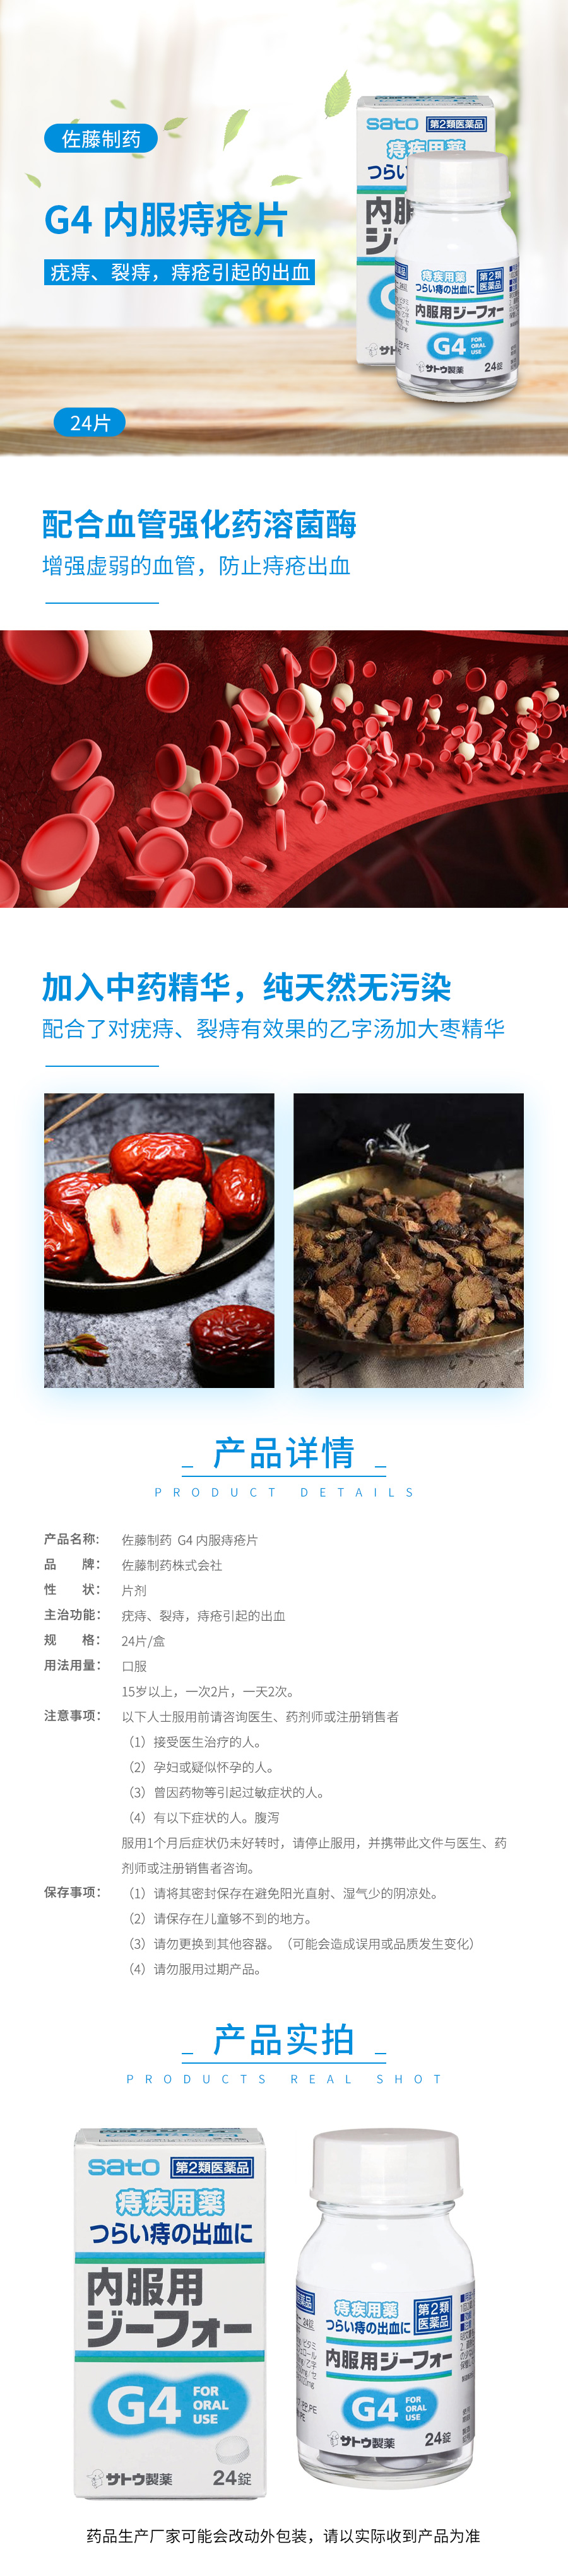 佐藤制药
G4 内服痔疮片
疣痔、裂痔，痔疮引起的出血
24片
sato 第2類医薬品
痔疾用薬
つらい
内服
ジー
痔疾用薬
つらい痔の出血に
第2類
医薬品
内服用ジーフォー
G4 FOR ORAL USE
サトウ製薬 24錠
配合血管强化药溶菌酶
增强虚弱的血管，防止痔疮出血
加入中药精华，纯天然无污染
配合了对疣痔、裂痔有效果的乙字汤加大枣精华
产品详情
PRODUCT DETAILS
产品名称: 佐藤制药 G4 内服痔疮片
品 牌: 佐藤制药株式会社
性 状: 片剂
主治功能: 疣痔、裂痔，痔疮引起的出血
规 格: 24片/盒
用法用量: 口服
15岁以上，一次2片，一天2次。
注意事项: 以下人士服用前请咨询医生、药剂师或注册销售者
（1）接受医生治疗的人。
（2）孕妇或疑似怀孕的人。
（3）曾因药物等引起过敏症状的人。
（4）有以下症状的人。腹泻
服用1个月后症状仍未好转时，请停止服用，并携带此文件与医生、药
剂师或注册销售者咨询。
保存事项: （1）请将其密封保存在避免阳光直射、湿气少的阴凉处。
（2）请保存在儿童够不到的地方。
（3）请勿更换到其他容器。（可能会造成误用或品质发生变化）
（4）请勿服用过期产品。
产品实拍
PRODUCTS REAL SHOT
sato 第2類医薬品
痔疾用薬
つらい痔の出血に
内服用
ジーフォー
G4 FOR ORAL USE
サトウ製薬 24錠
痔疾用薬
つらい痔の出血に
第2類
医薬品
内服用ジーフォー
G4 FOR ORAL USE
サトウ製薬 24錠
药品生产厂家可能会改动外包装，请以实际收到产品为准